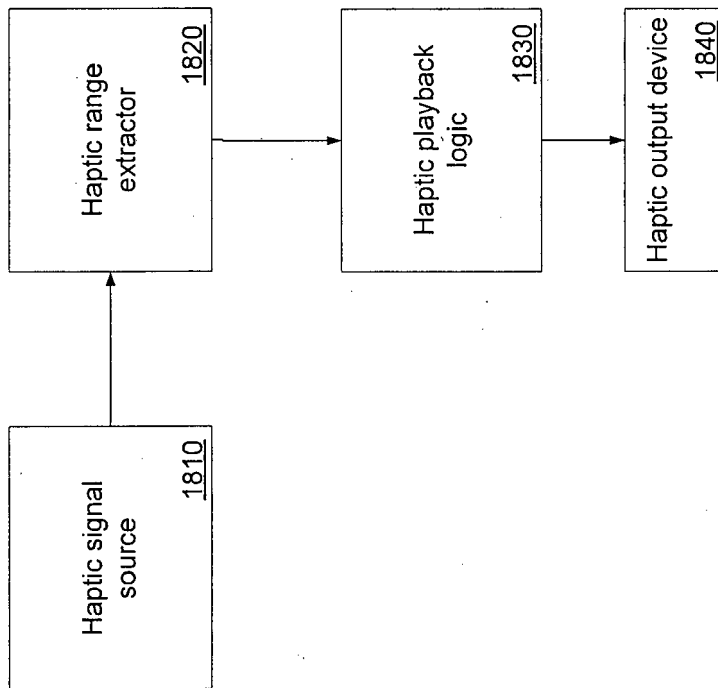 Haptic signal
source
1810
Haptic range
extractor
1820
Haptic playback
logic
1830
Haptic output device
1840